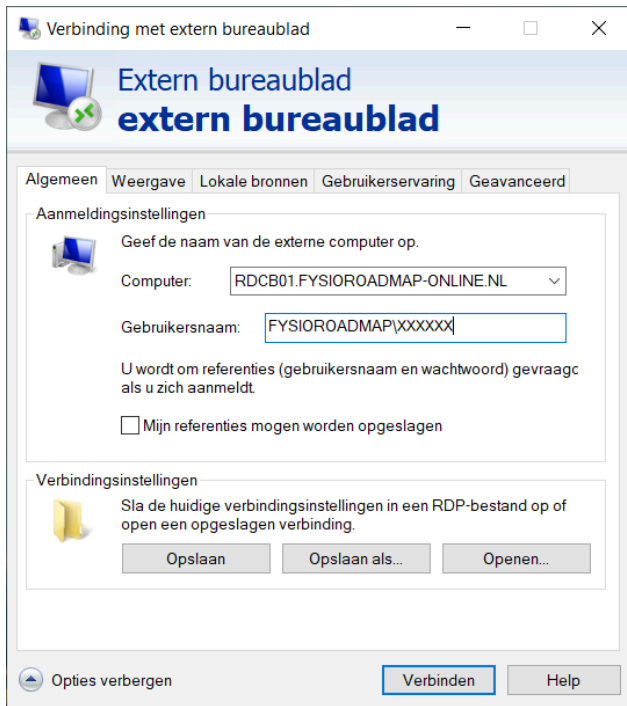 Verbinding met extern bureaublad
Extern bureaublad
extern bureaublad
Algemeen Weergave Lokale bronnen Gebruikerservaring Geavanceerd
Aanmeldingsinstellingen
Geef de naam van de externe computer op.
Computer: RDCB01.FYSIOROADMAP-ONLINE.NL
Gebruikersnaam: FYSIOROADMAP\XXXXXX
U wordt om referenties (gebruikersnaam en wachtwoord) gevraagd
als u zich aanmeldt.
Mijn referenties mogen worden opgeslagen
Verbindingsinstellingen
Sla de huidige verbindingsinstellingen in een RDP-bestand op of
open een opgeslagen verbinding.
Opslaan Opslaan als... Openen...
Opties verbergen Verbinden Help